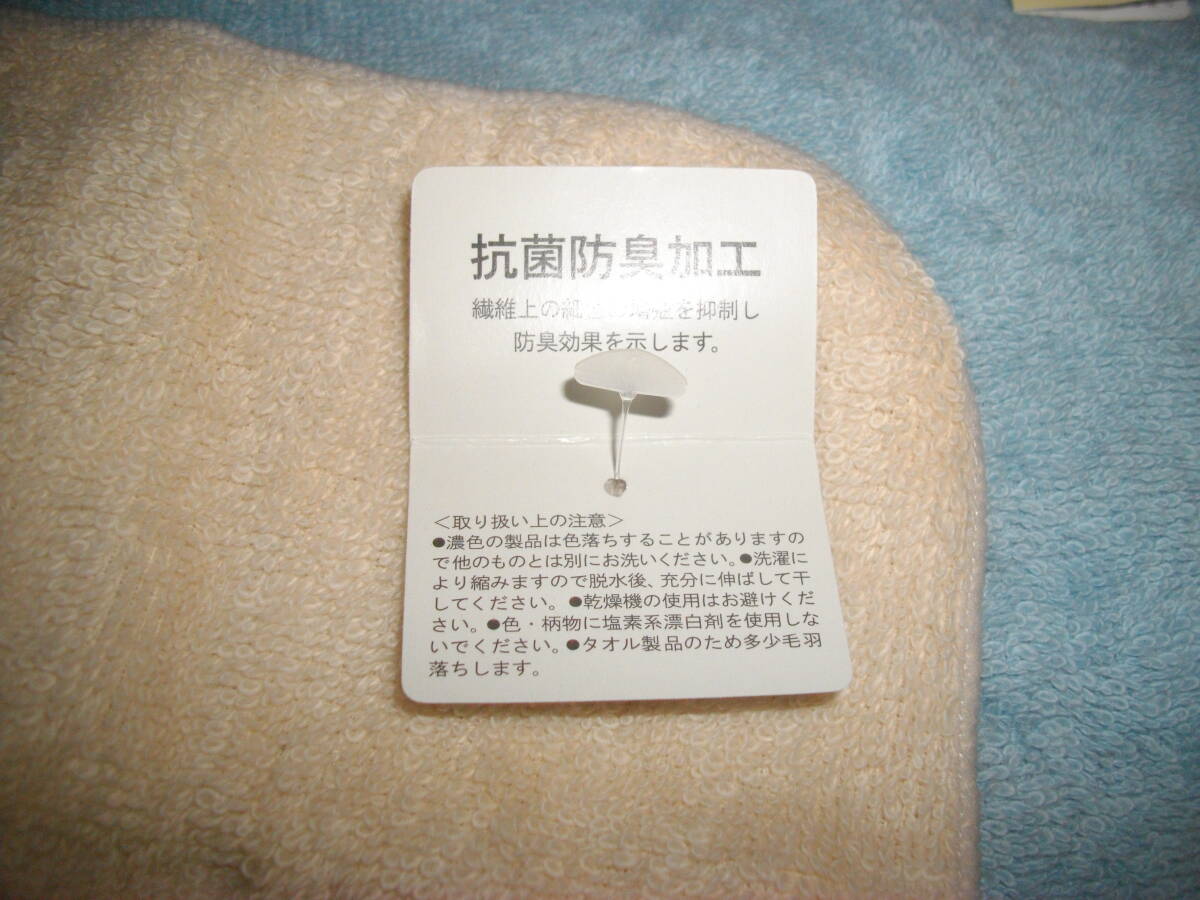 抗菌防臭加工
繊維上の細菌の増殖を抑制し
防臭効果を示します。
＜取り扱い上の注意＞
●濃色の製品は色落ちすることがありますの
で他のものとは別にお洗いください。●洗濯に
より縮みますので脱水後、充分に伸ばして干
してください。●乾燥機の使用はお避けくだ
さい。●色・柄物に塩素系漂白剤を使用しな
いでください。●タオル製品のため多少毛羽
落ちします。